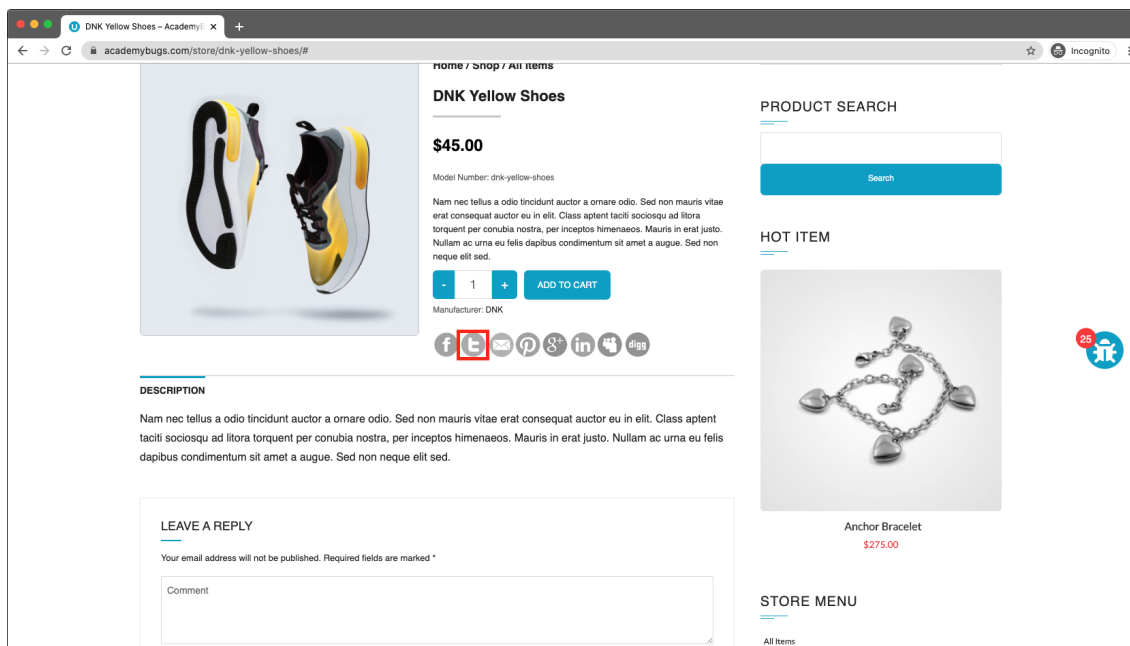 DNK Yellow Shoes – AcademyB
academybugs.com/store/dnk-yellow-shoes/#
Incognito
Home / Shop / All Items
DNK Yellow Shoes
$45.00
Model Number: dnk-yellow-shoes
Nam nec tellus a odio tincidunt auctor a ornare odio. Sed non mauris vitae
erat consequat auctor eu in elit. Class aptent taciti sociosqu ad litora
torquent per conubia nostra, per inceptos himenaeos. Mauris in erat justo.
Nullam ac urna eu felis dapibus condimentum sit amet a augue. Sed non
neque elit sed.
- 1 + ADD TO CART
Manufacturer: DNK
digg
DESCRIPTION
Nam nec tellus a odio tincidunt auctor a ornare odio. Sed non mauris vitae erat consequat auctor eu in elit. Class aptent
taciti sociosqu ad litora torquent per conubia nostra, per inceptos himenaeos. Mauris in erat justo. Nullam ac urna eu felis
dapibus condimentum sit amet a augue. Sed non neque elit sed.
LEAVE A REPLY
Your email address will not be published. Required fields are marked *
Comment
PRODUCT SEARCH
Search
HOT ITEM
Anchor Bracelet
$275.00
STORE MENU
All Items
25